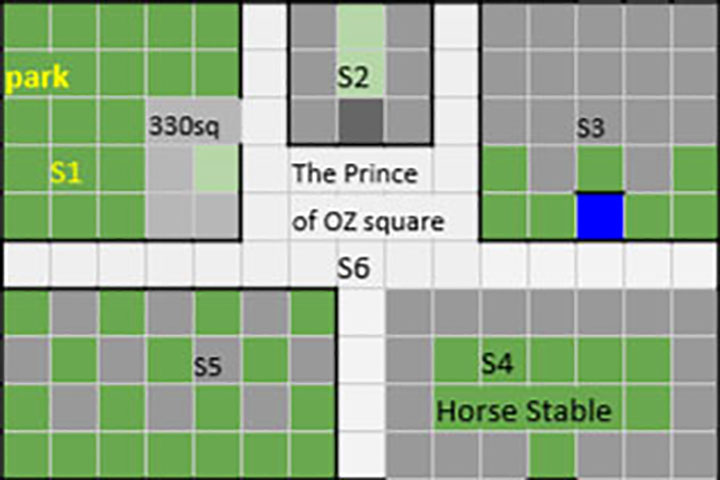 park
S2
330sq
S3
S1
The Prince
of OZ square
S6
S5
S4
Horse Stable